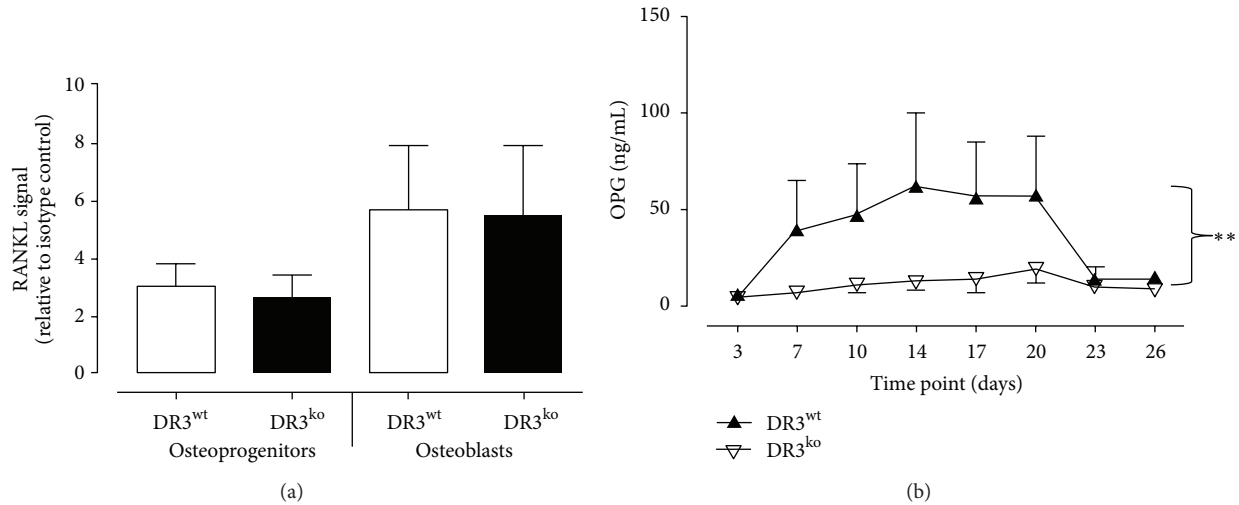 10
8
6
4
2
0
RANKL signal
(relative to isotype control)
DR3^wt DR3^ko DR3^wt DR3^ko
Osteoprogenitors Osteoblasts
(a)
150
100
50
0
OPG (ng/mL)
**
3 7 10 14 17 20 23 26
Time point (days)
DR3^wt
DR3^ko
(b)